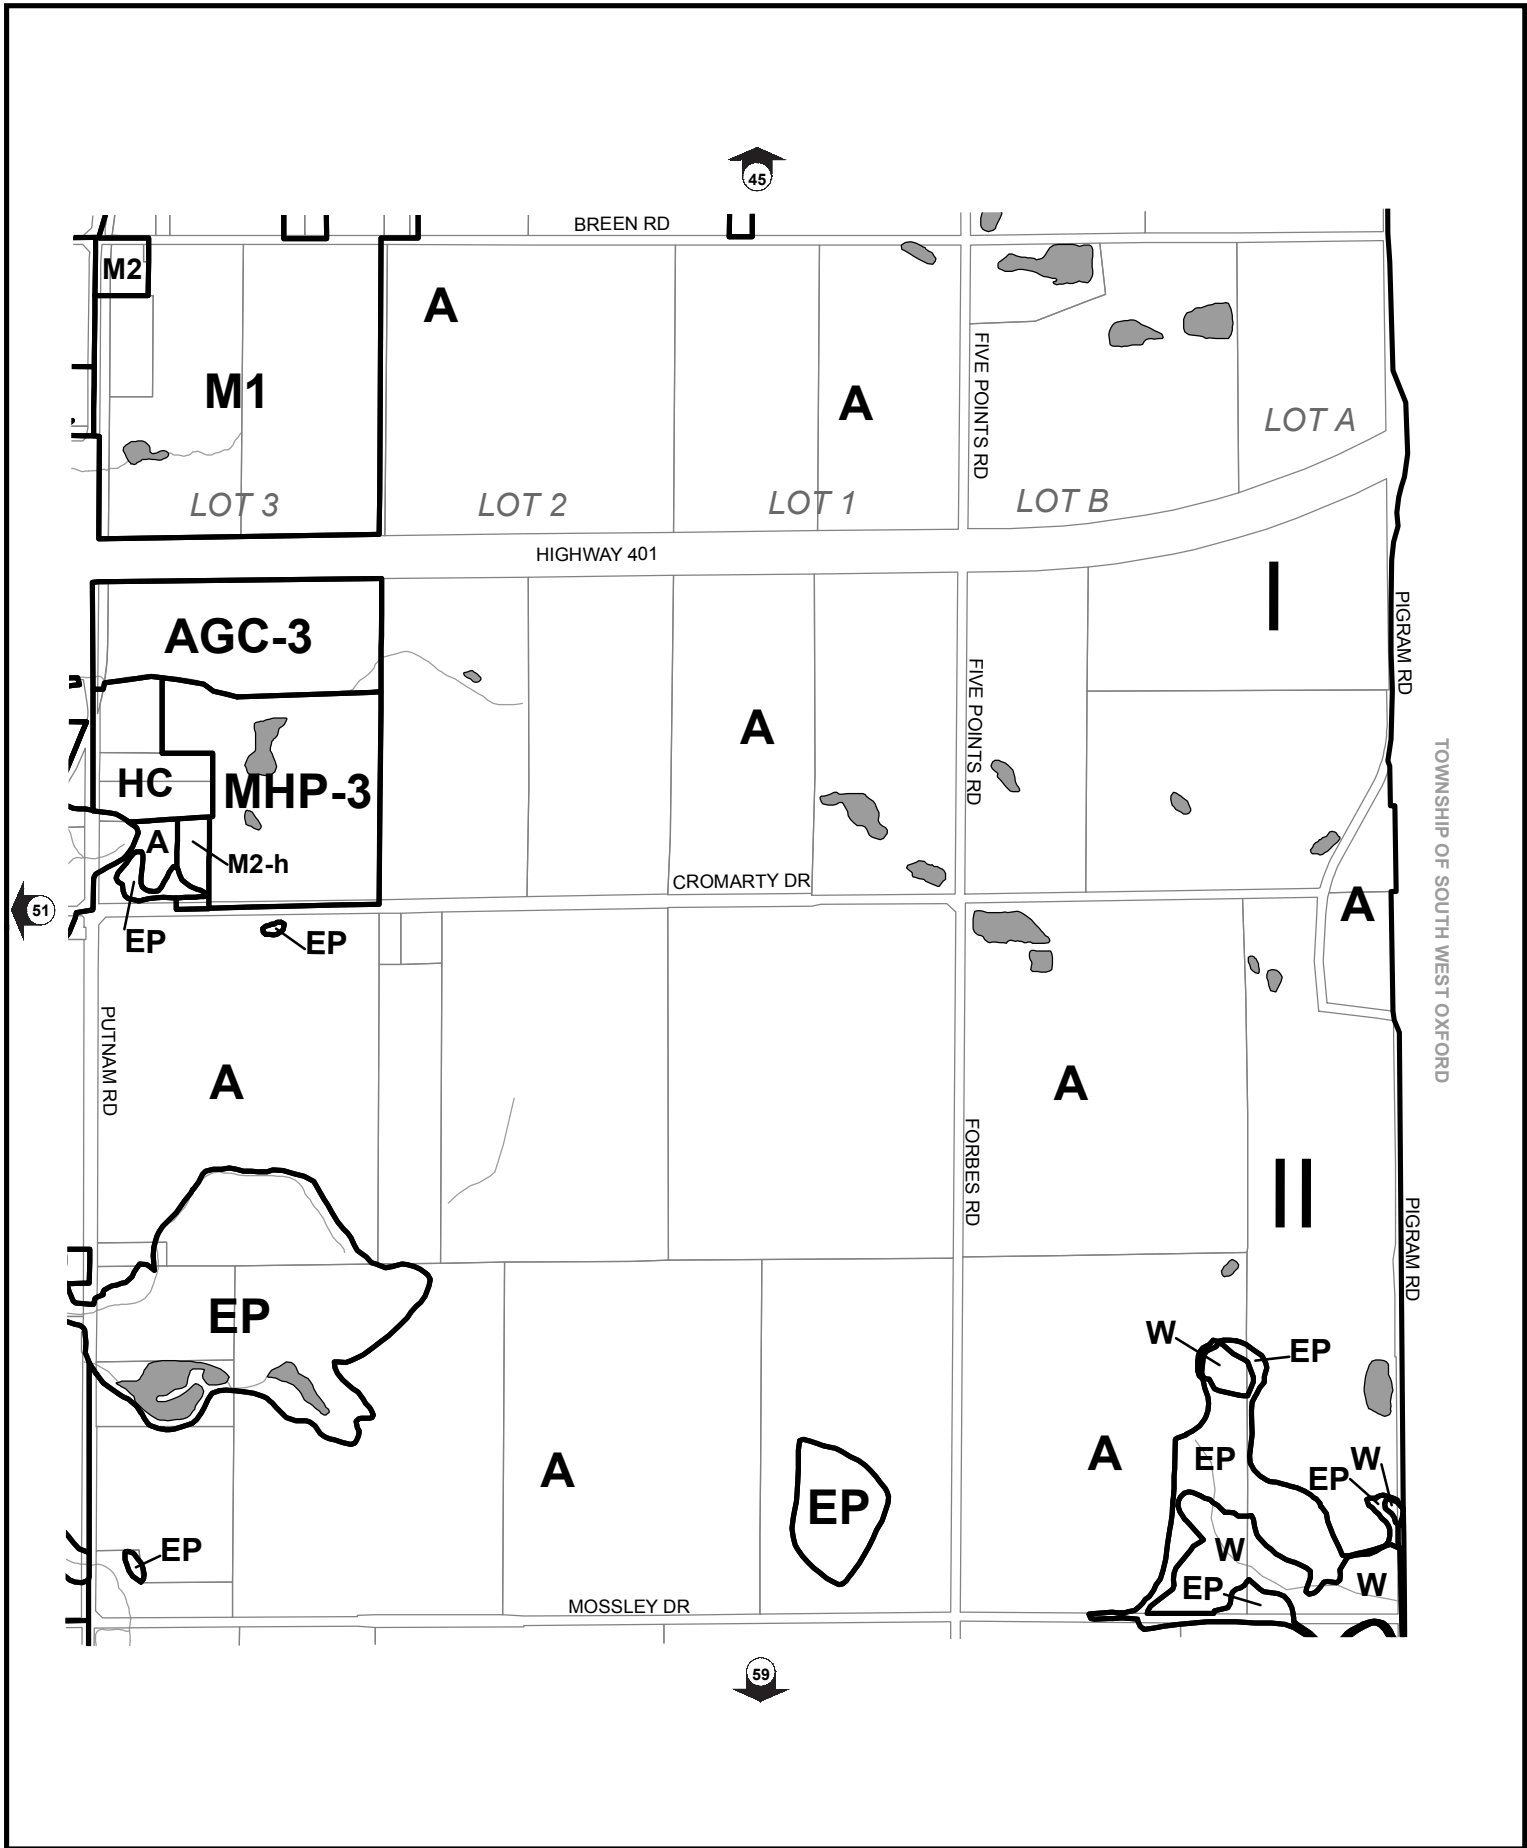 45
BREEN RD
M2
A
M1
A
FIVE POINTS RD
LOT A
LOT 3
LOT 2
LOT 1
LOT B
HIGHWAY 401
I
AGC-3
PIGRAM RD
FIVE POINTS RD
A
HC
MHP-3
TOWNSHIP OF SOUTH WEST OXFORD
A
M2-h
CROMARTY DR
51
A
EP
EP
PUTNAM RD
A
A
FORBES RD
II
PIGRAM RD
EP
W
EP
A
A
EP
W
EP
EP
EP
W
W
EP
MOSSLEY DR
59